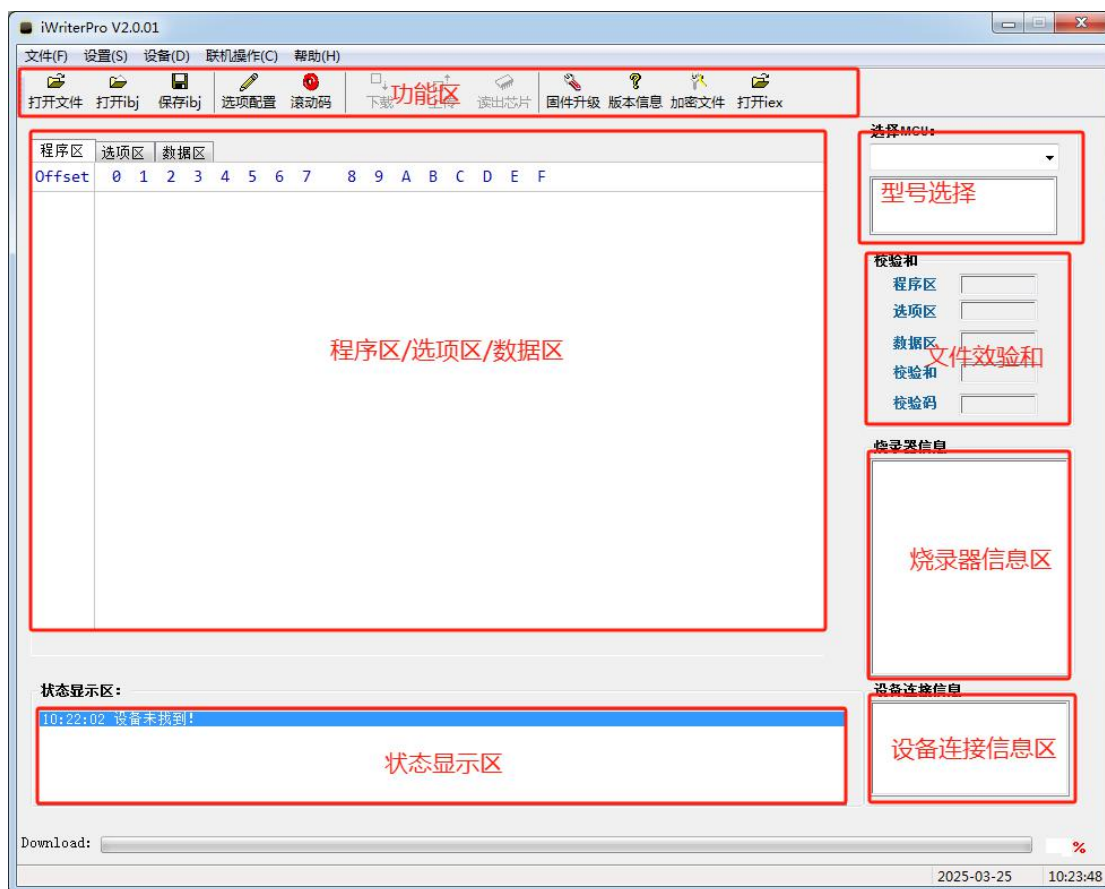 iWriterPro V2.0.01
文件(F) 设置(S) 设备(D) 联机操作(C) 帮助(H)
打开文件 打开ibj 保存ibj 选项配置 滚动码 下载 读出芯片 固件升级 版本信息 加密文件 打开iex
功能区
选择MCU:
型号选择
程序区 选项区 数据区
Offset 0 1 2 3 4 5 6 7 8 9 A B C D E F
程序区/选项区/数据区
校验和
程序区
选项区
数据区
校验和
校验码
文件效验和
烧录器信息
烧录器信息区
状态显示区:
10:22:02 设备未找到!
状态显示区
设备连接信息
设备连接信息区
Download: %
2025-03-25 10:23:48